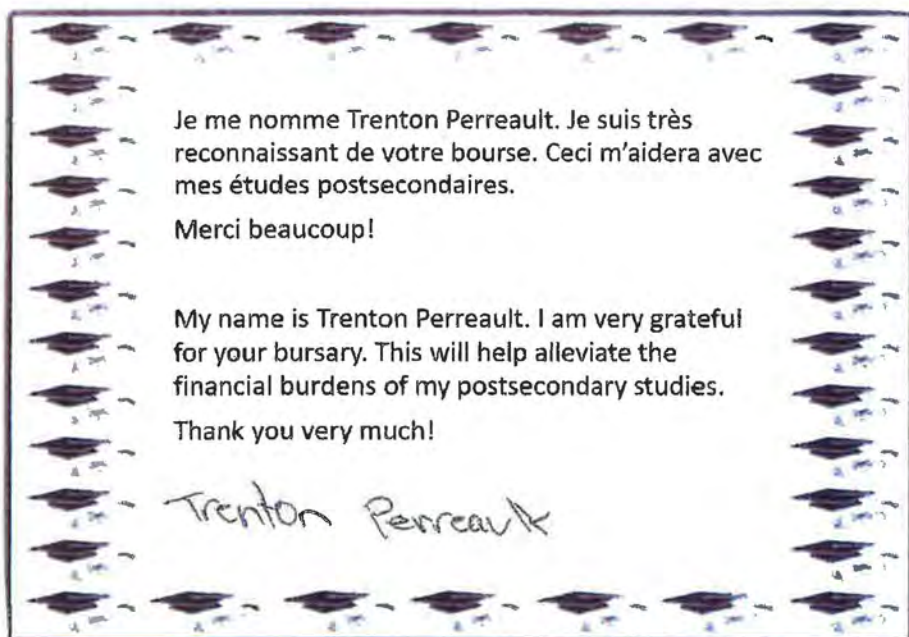 Je me nomme Trenton Perreault. Je suis très
reconnaissant de votre bourse. Ceci m'aidera avec
mes études postsecondaires.
Merci beaucoup!
My name is Trenton Perreault. I am very grateful
for your bursary. This will help alleviate the
financial burdens of my postsecondary studies.
Thank you very much!
Trenton Perreault